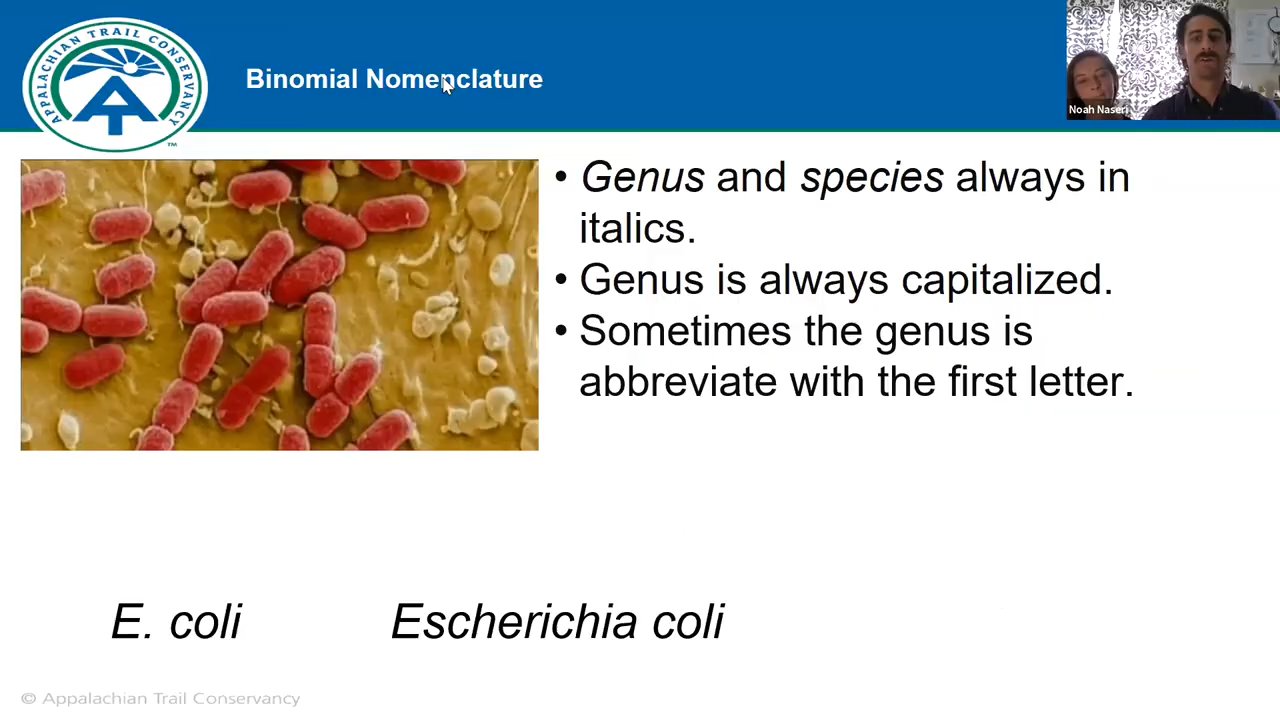 APPALACHIAN TRAIL CONSERVANCY
TM
Binomial Nomenclature
Noah Naseri
• Genus and species always in
italics.
• Genus is always capitalized.
• Sometimes the genus is
abbreviate with the first letter.
E. coli
Escherichia coli
© Appalachian Trail Conservancy